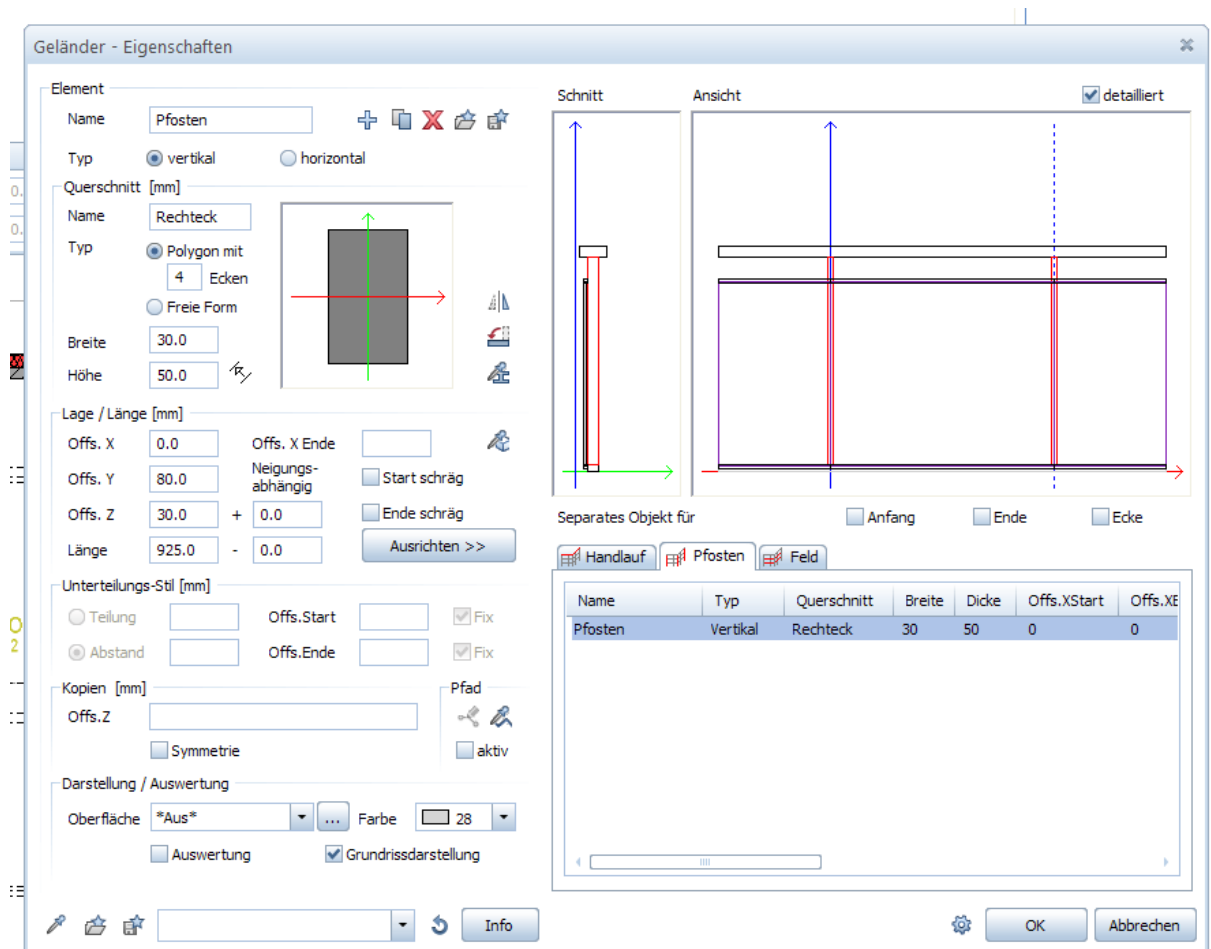 Geländer - Eigenschaften
Element
Name Pfosten
Typ vertikal horizontal
Querschnitt [mm]
Name Rechteck
Typ Polygon mit
4 Ecken
Freie Form
Breite 30.0
Höhe 50.0
Lage / Länge [mm]
Offs. X 0.0 Offs. X Ende
Offs. Y 80.0 Neigungs-
abhängig Start schräg
Offs. Z 30.0 + 0.0 Ende schräg
Länge 925.0 - 0.0 Ausrichten >>
Unterteilungs-Stil [mm]
Teilung Offs.Start Fix
Abstand Offs.Ende Fix
Kopien [mm] Pfad
Offs.Z
Symmetrie aktiv
Darstellung / Auswertung
Oberfläche *Aus* ... Farbe 28
Auswertung Grundrissdarstellung
Info
Schnitt Ansicht detailliert
Separates Objekt für Anfang Ende Ecke
Handlauf Pfosten Feld
Name Typ Querschnitt Breite Dicke Offs.XStart Offs.XE
Pfosten Vertikal Rechteck 30 50 0 0
OK Abbrechen
0.
0.
O
2